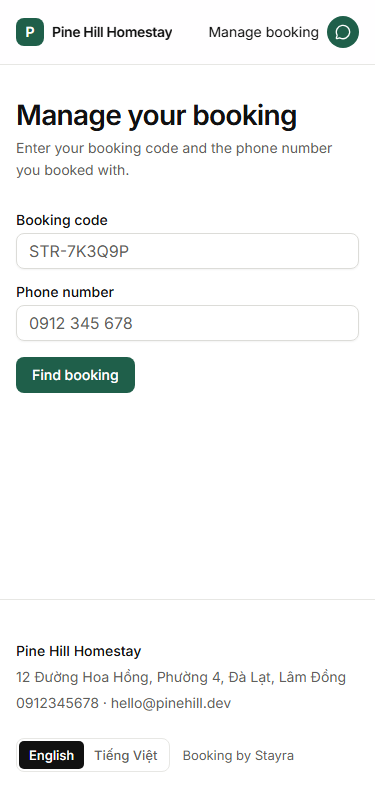 P Pine Hill Homestay Manage booking
Manage your booking
Enter your booking code and the phone number
you booked with.
Booking code
STR-7K3Q9P
Phone number
0912 345 678
Find booking
Pine Hill Homestay
12 Đường Hoa Hồng, Phường 4, Đà Lạt, Lâm Đồng
0912345678 · hello@pinehill.dev
English Tiếng Việt Booking by Stayra